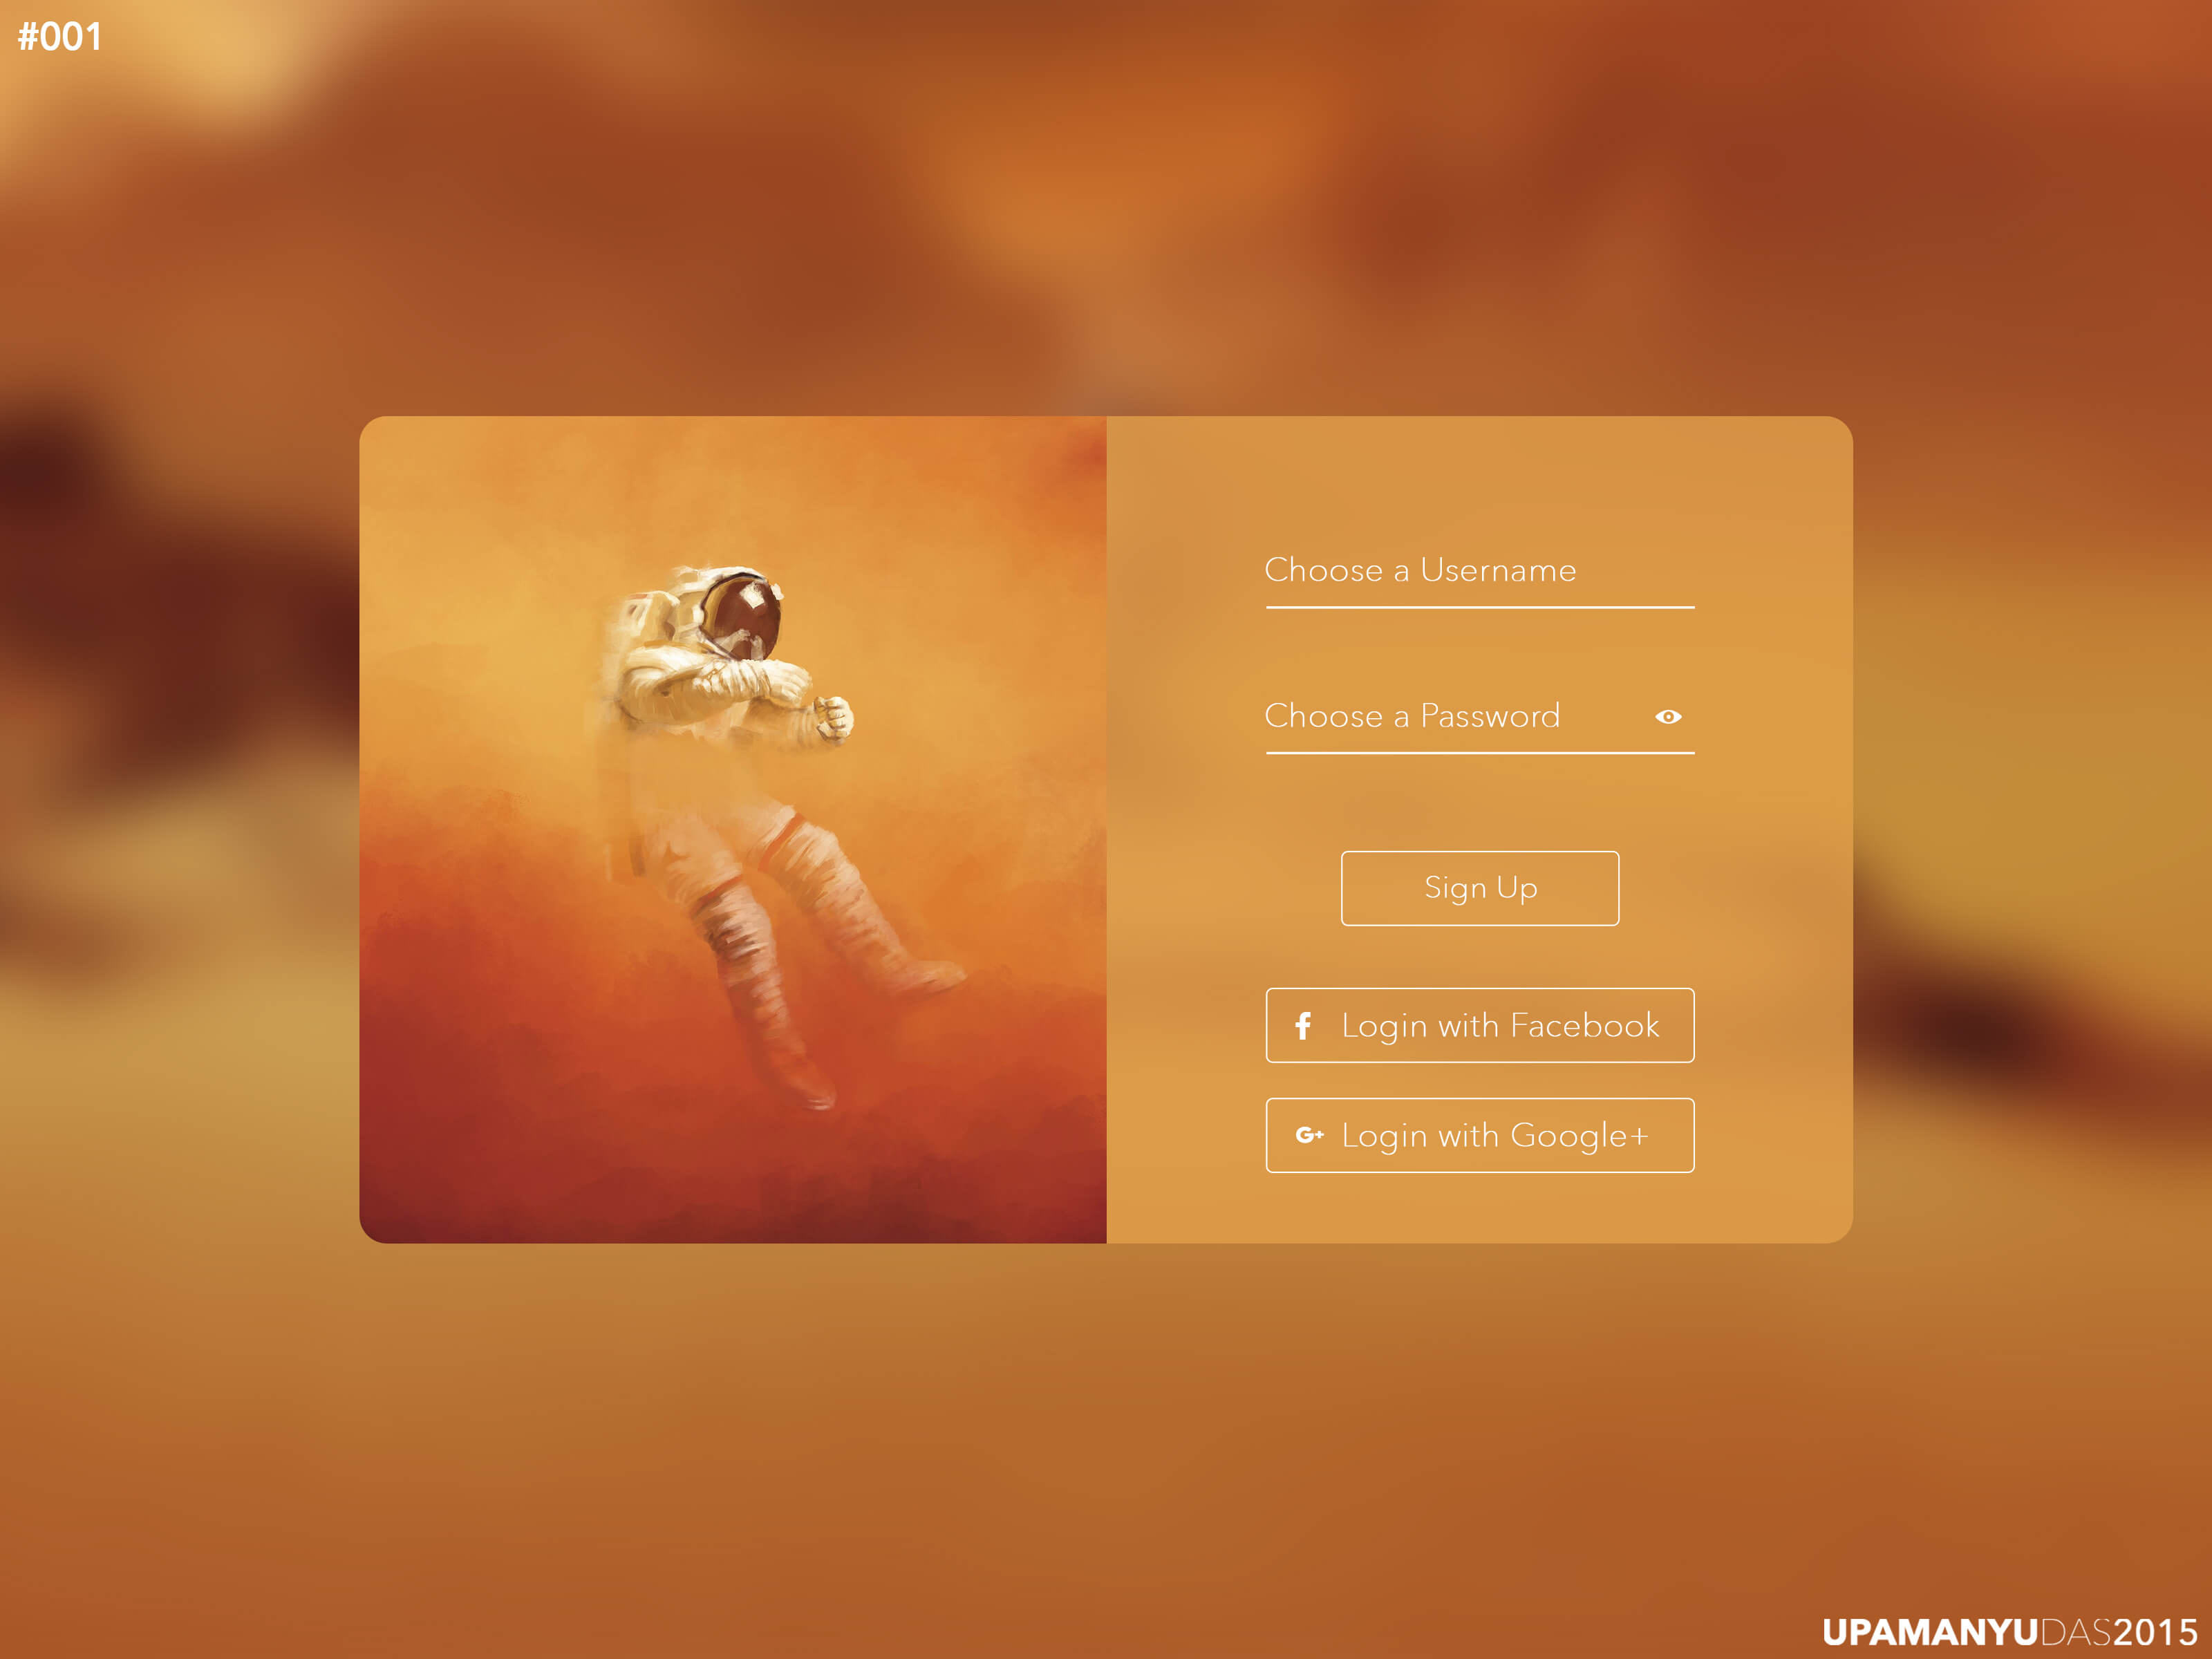 #001
Choose a Username
Choose a Password
Sign Up
f Login with Facebook
G+ Login with Google+
UPAMANYUDAS2015